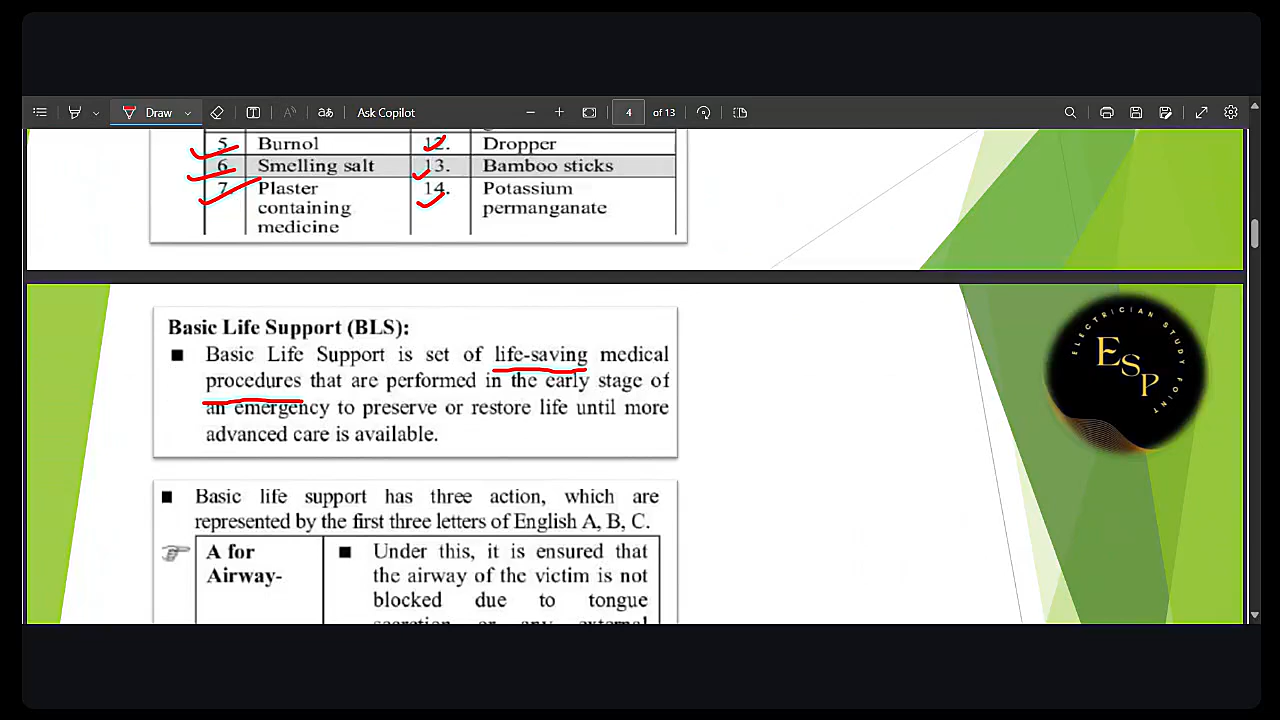 Draw
Ask Copilot
4 of 13
5 Burnol 12. Dropper
6 Smelling salt 13. Bamboo sticks
7. Plaster 14. Potassium
containing permanganate
medicine
Basic Life Support (BLS):
Basic Life Support is set of life-saving medical
procedures that are performed in the early stage of
an emergency to preserve or restore life until more
advanced care is available.
ELECTRICIAN STUDY POINT
ESP
Basic life support has three action, which are
represented by the first three letters of English A, B, C.
A for Under this, it is ensured that
Airway- the airway of the victim is not
blocked due to tongue